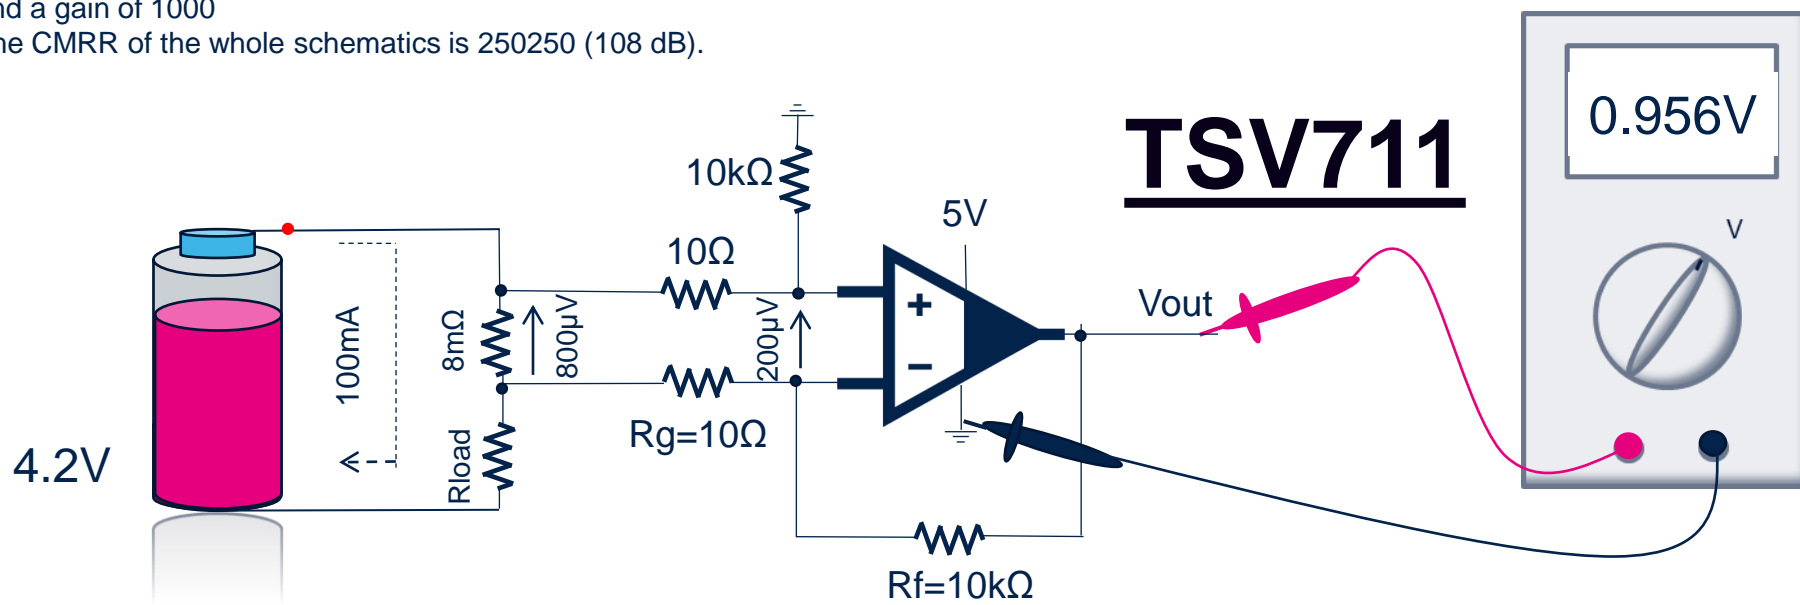 nd a gain of 1000
he CMRR of the whole schematics is 250250 (108 dB).
TSV711
0.956V
V
10kΩ
5V
10Ω
Vout
100mA
8mΩ
800µV
200µV
+
−
Rg=10Ω
4.2V
Rload
Rf=10kΩ